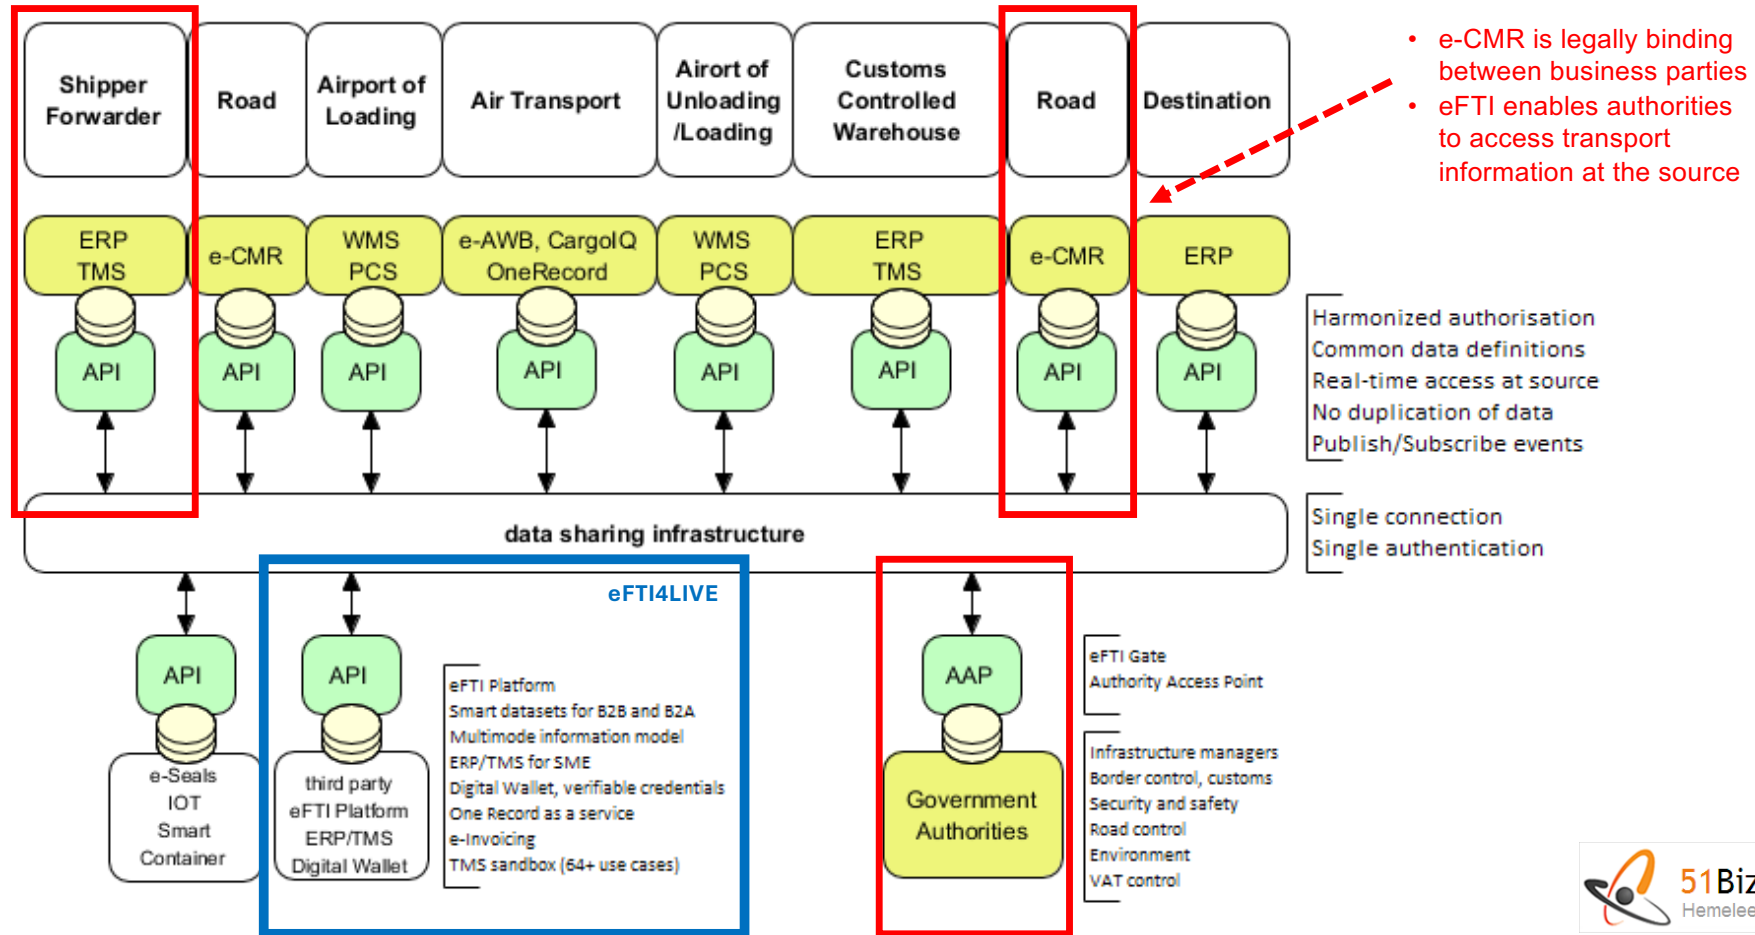 Shipper
Forwarder
Road
Airport of
Loading
Air Transport
Airort of
Unloading
/Loading
Customs
Controlled
Warehouse
Road
Destination
• e-CMR is legally binding
between business parties
• eFTI enables authorities
to access transport
information at the source
ERP
TMS
e-CMR
WMS
PCS
e-AWB, CargoIQ
OneRecord
WMS
PCS
ERP
TMS
e-CMR
ERP
API
API
API
API
API
API
API
API
Harmonized authorisation
Common data definitions
Real-time access at source
No duplication of data
Publish/Subscribe events
data sharing infrastructure
Single connection
Single authentication
eFTI4LIVE
API
e-Seals
IOT
Smart
Container
API
third party
eFTI Platform
ERP/TMS
Digital Wallet
eFTI Platform
Smart datasets for B2B and B2A
Multimode information model
ERP/TMS for SME
Digital Wallet, verifiable credentials
One Record as a service
e-Invoicing
TMS sandbox (64+ use cases)
AAP
Government
Authorities
eFTI Gate
Authority Access Point
Infrastructure managers
Border control, customs
Security and safety
Road control
Environment
VAT control
51Biz
Hemelee